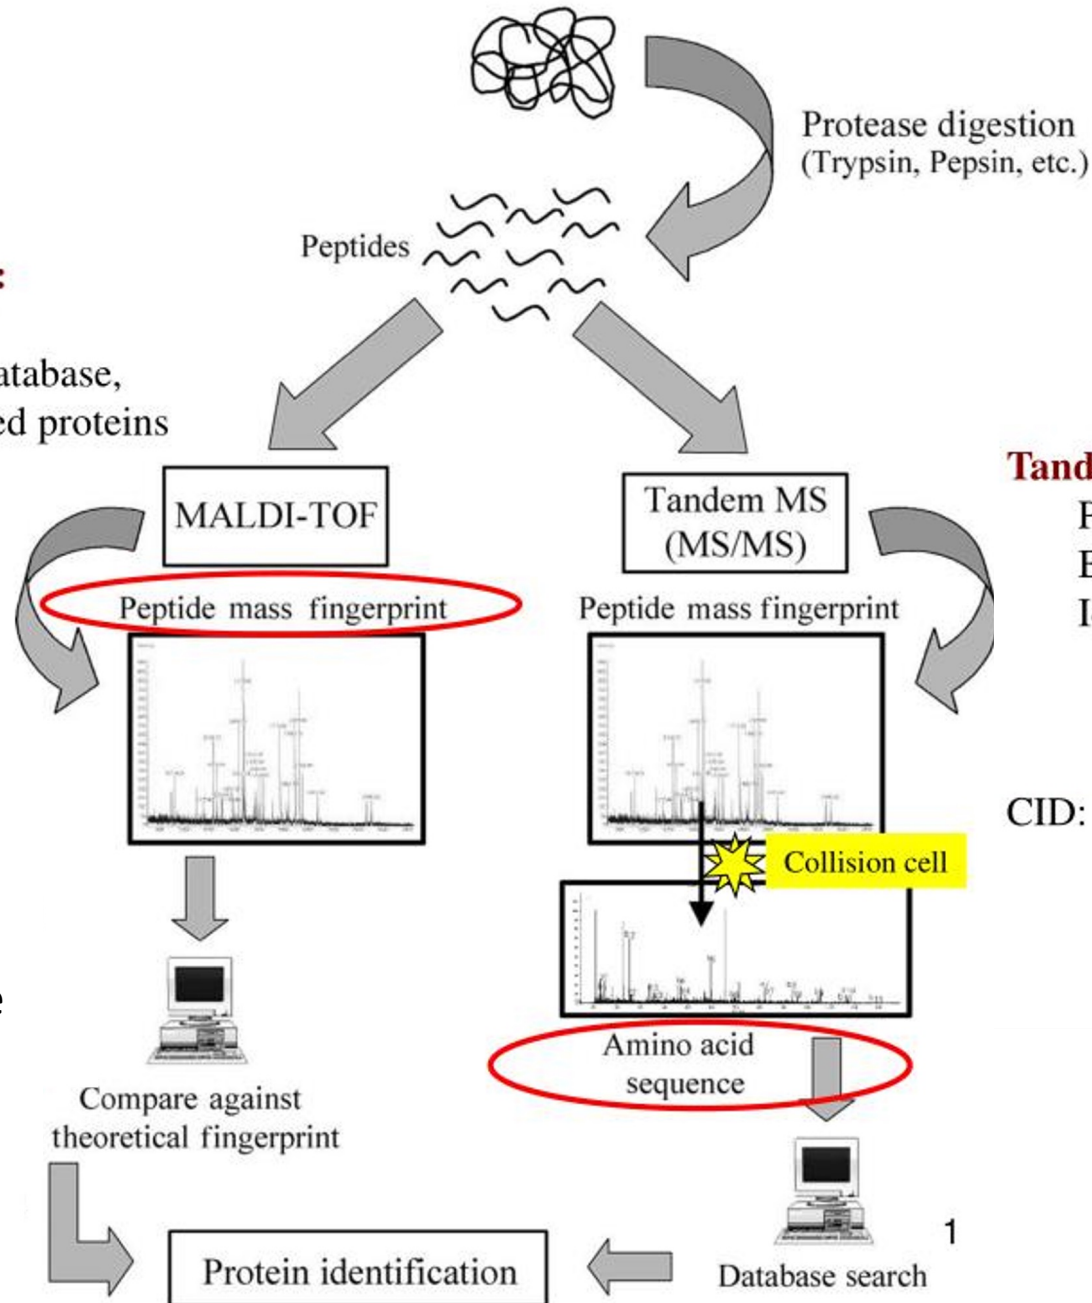 Protease digestion
(Trypsin, Pepsin, etc.)
Peptides
:
atabase,
ed proteins
MALDI-TOF
Tandem MS
(MS/MS)
Tand
P
E
I
Peptide mass fingerprint
Peptide mass fingerprint
CID:
Collision cell
e
Amino acid
sequence
Compare against
theoretical fingerprint
1
Protein identification
Database search